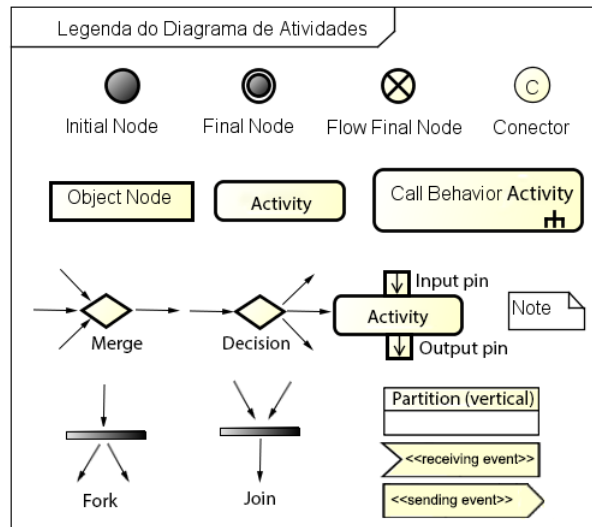 Legenda do Diagrama de Atividades
C
Initial Node
Final Node
Flow Final Node
Conector
Object Node
Activity
Call Behavior Activity
Input pin
Activity
Note
Merge
Decision
Output pin
Partition (vertical)
<<receiving event>>
<<sending event>>
Fork
Join